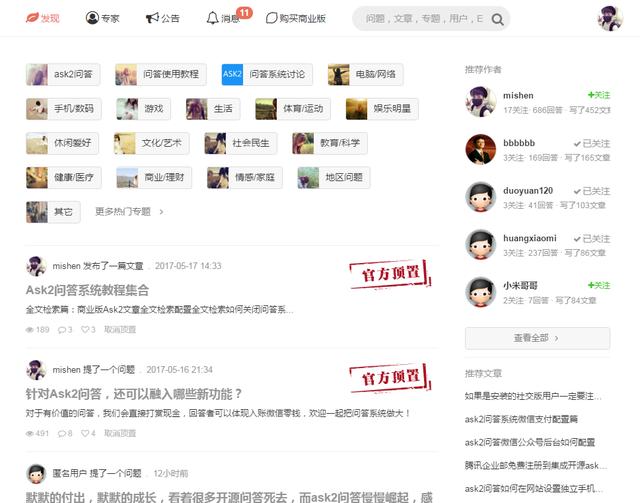 发现 专家 公告 消息 11 购买商业版 问题，文章，专题，用户，E
ask2问答 问答使用教程 ASK2 问答系统讨论 电脑/网络
手机/数码 游戏 生活 体育/运动 娱乐明星
休闲爱好 文化/艺术 社会民生 教育/科学
健康/医疗 商业/理财 情感/家庭 地区问题
其它 更多热门专题 >
mishen 发布了一篇文章 . 2017-05-17 14:33
官方顶置
Ask2问答系统教程集合
全文检索篇：商业版Ask2文章全文检索配置全文检索如何关闭问答系...
189 3 3 取消顶置
mishen 提了一个问题 . 2017-05-16 21:34
官方顶置
针对Ask2问答，还可以融入哪些新功能？
对于有价值的问答，我们会直接打赏现金，回答者可以体现入账微信零钱，欢迎一起把问答系统做大！
491 8 4 取消顶置
匿名用户 提了一个问题 . 12小时前
默默的付出，默默的成长，看着很多开源问答死去，而ask2问答慢慢崛起，感
推荐作者
mishen +关注
17关注· 686回答 · 写了452文章
bbbbbb 已关注
3关注· 169回答 · 写了165文章
duoyuan120 已关注
3关注· 41回答 · 写了103文章
huangxiaomi 已关注
3关注· 237回答 · 写了86文章
小米哥哥 +关注
2关注· 7回答 · 写了84文章
查看全部 >
推荐文章
如果是安装的社交版用户一定要注...
ask2问答系统微信支付配置篇
ask2问答微信公众号后台如何配置
腾讯企业邮免费注册到集成开源as...
ask2问答如何在网站设置独立手机...